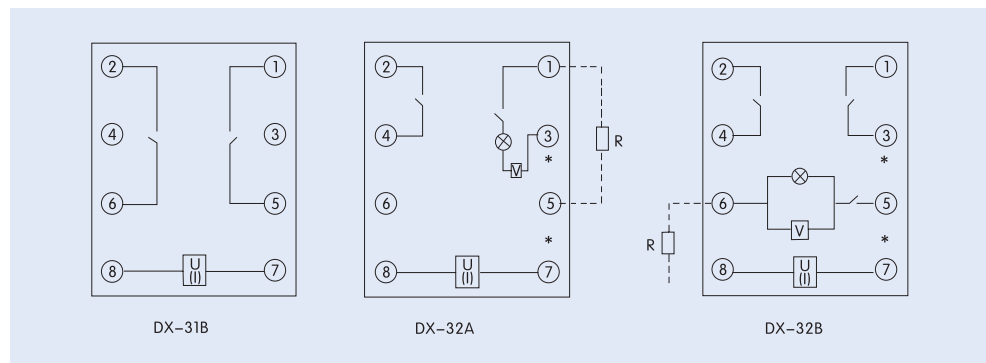 2 1 2 1 2 1
4 3 4 3 R 4 3
V * *
6 5 6 5 6 5
R V
* *
8 U (I) 7 8 U (I) 7 8 U (I) 7
DX-31B DX-32A DX-32B